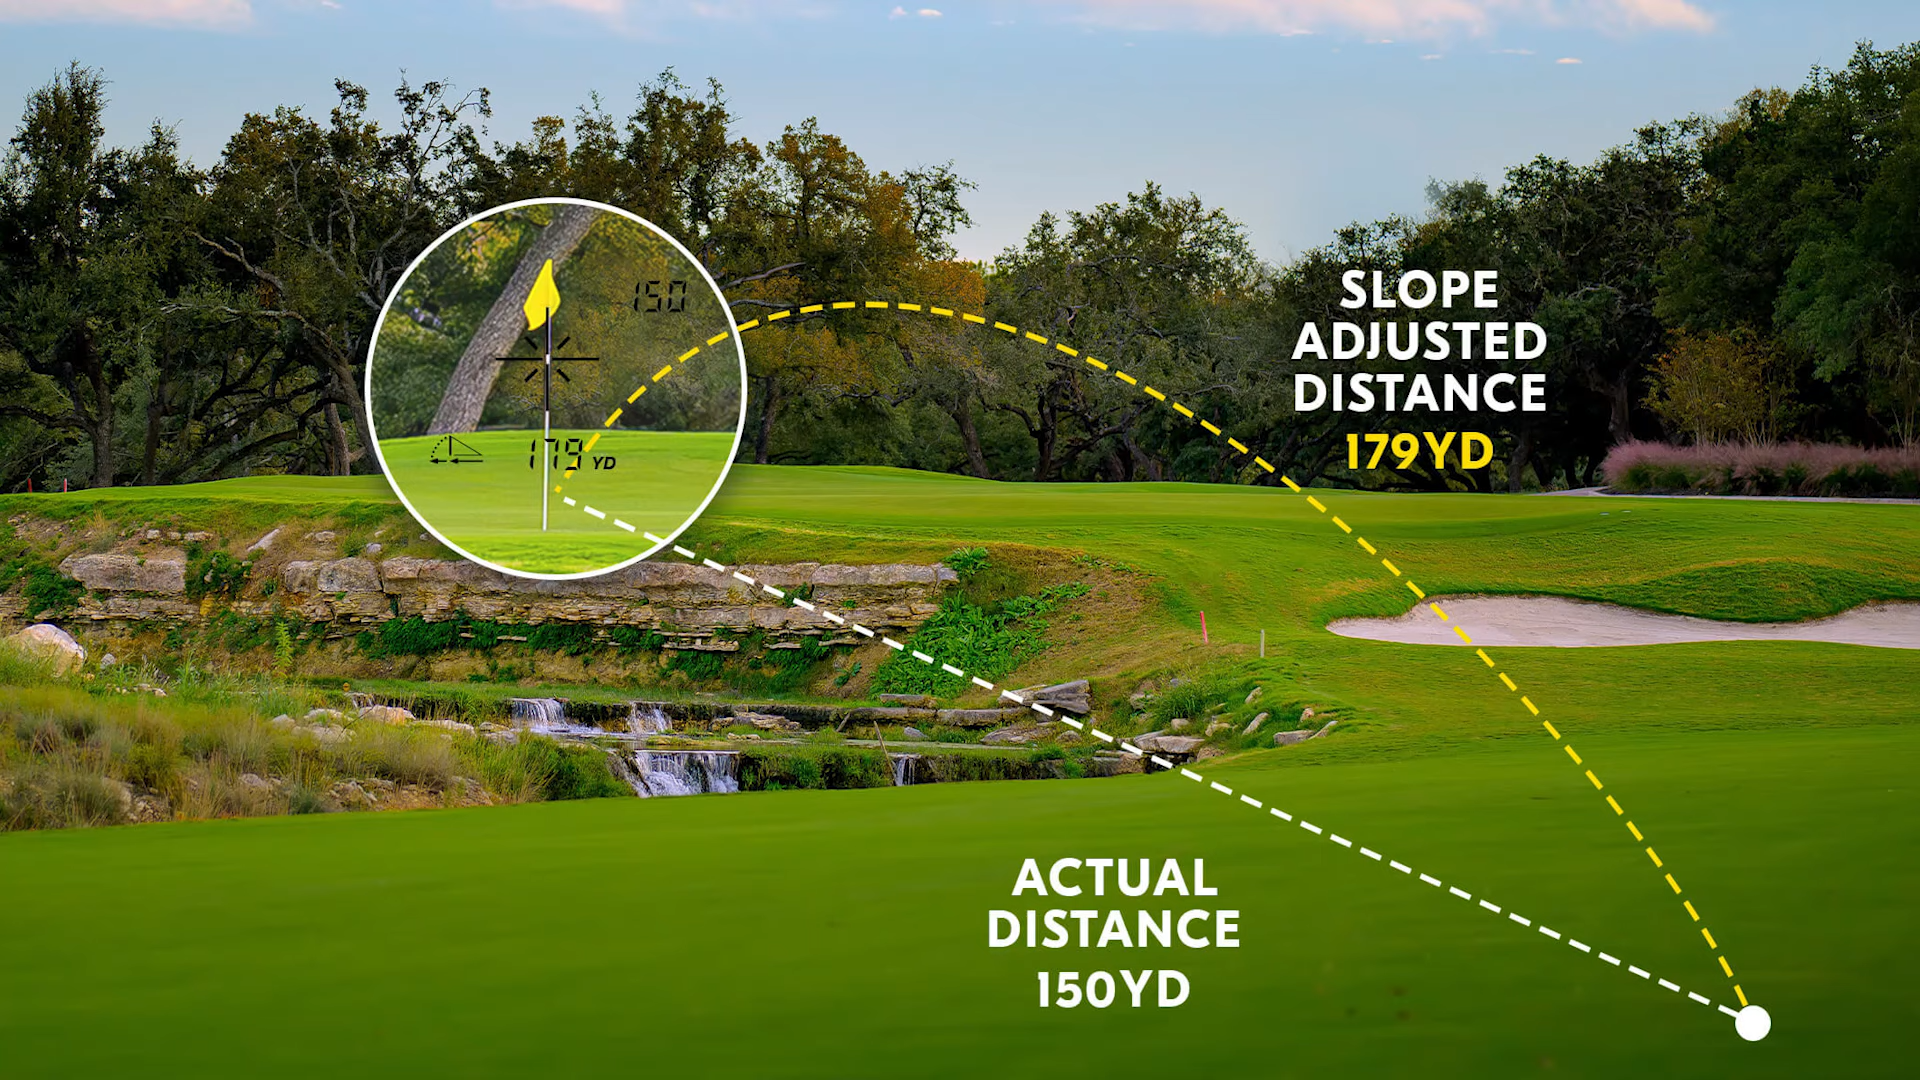 150
179 YD
SLOPE
ADJUSTED
DISTANCE
179YD
ACTUAL
DISTANCE
150YD